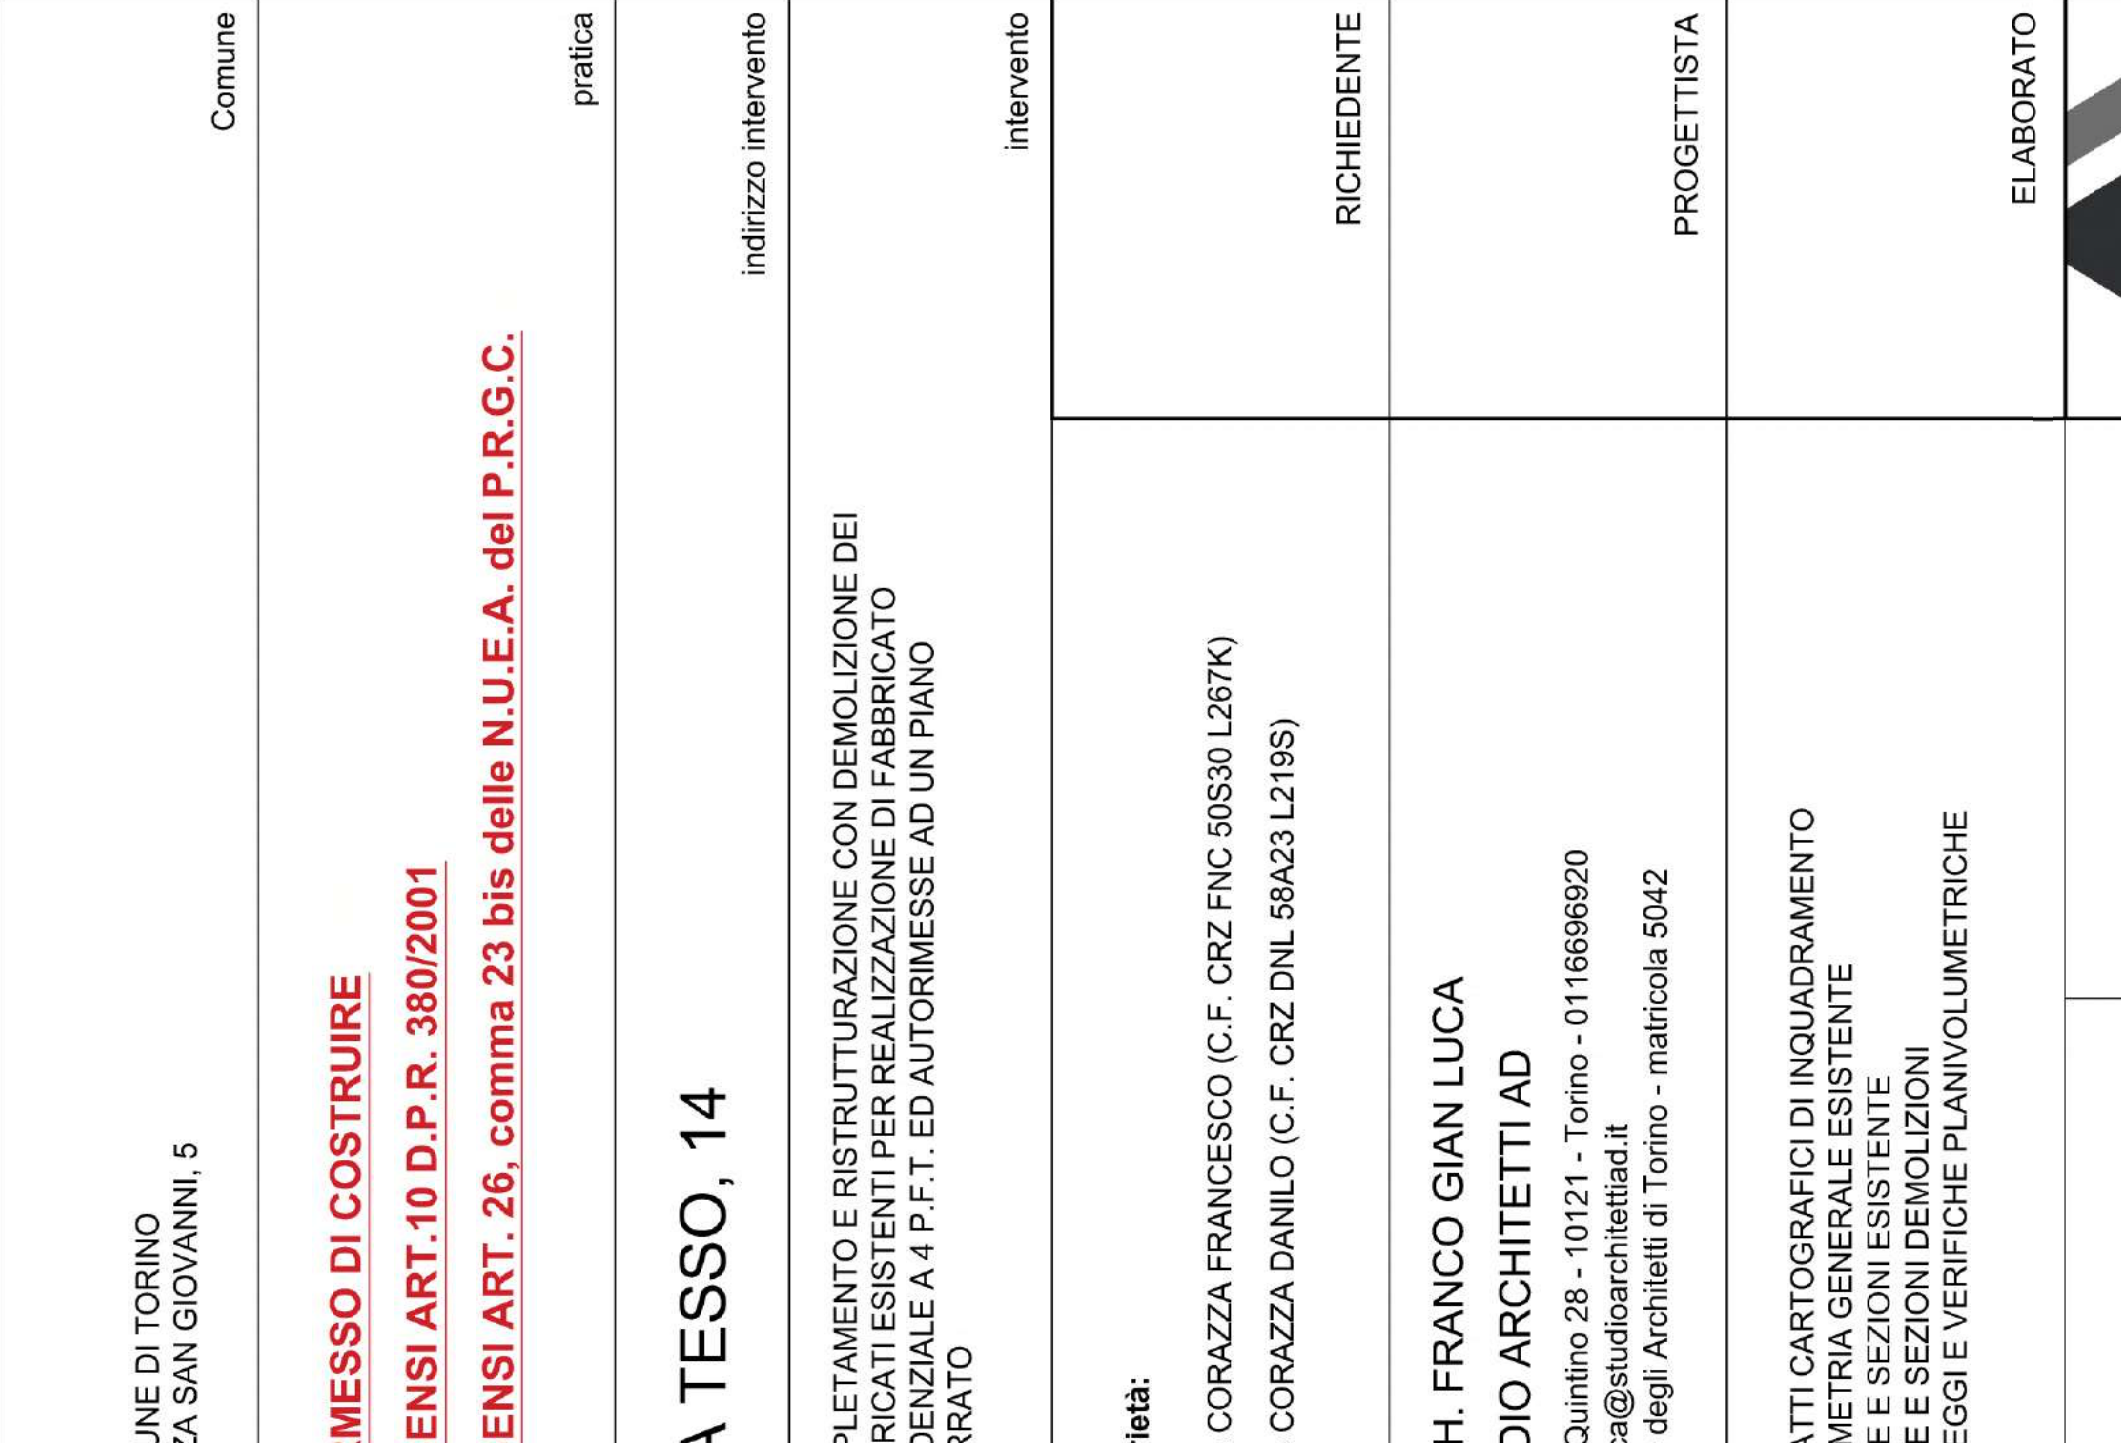 Comune
UNE DI TORINO
ZA SAN GIOVANNI, 5
pratica
MESSO DI COSTRUIRE
ENSI ART.10 D.P.R. 380/2001
ENSI ART. 26, comma 23 bis delle N.U.E.A. del P.R.G.C.
indirizzo intervento
A TESSO, 14
intervento
PLETAMENTO E RISTRUTTURAZIONE CON DEMOLIZIONE DEI
RICATI ESISTENTI PER REALIZZAZIONE DI FABBRICATO
DENZIALE A 4 P.F.T. ED AUTORIMESSE AD UN PIANO
RRATO
RICHIEDENTE
rietà:
CORAZZA FRANCESCO (C.F. CRZ FNC 50S30 L267K)
CORAZZA DANILO (C.F. CRZ DNL 58A23 L219S)
PROGETTISTA
H. FRANCO GIAN LUCA
DIO ARCHITETTI AD
Quintino 28 - 10121 - Torino - 0116696920
ca@studioarchitettiad.it
degli Architetti di Torino - matricola 5042
ELABORATO
ATTI CARTOGRAFICI DI INQUADRAMENTO
METRIA GENERALE ESISTENTE
E E SEZIONI ESISTENTE
E E SEZIONI DEMOLIZIONI
EGGI E VERIFICHE PLANIVOLUMETRICHE